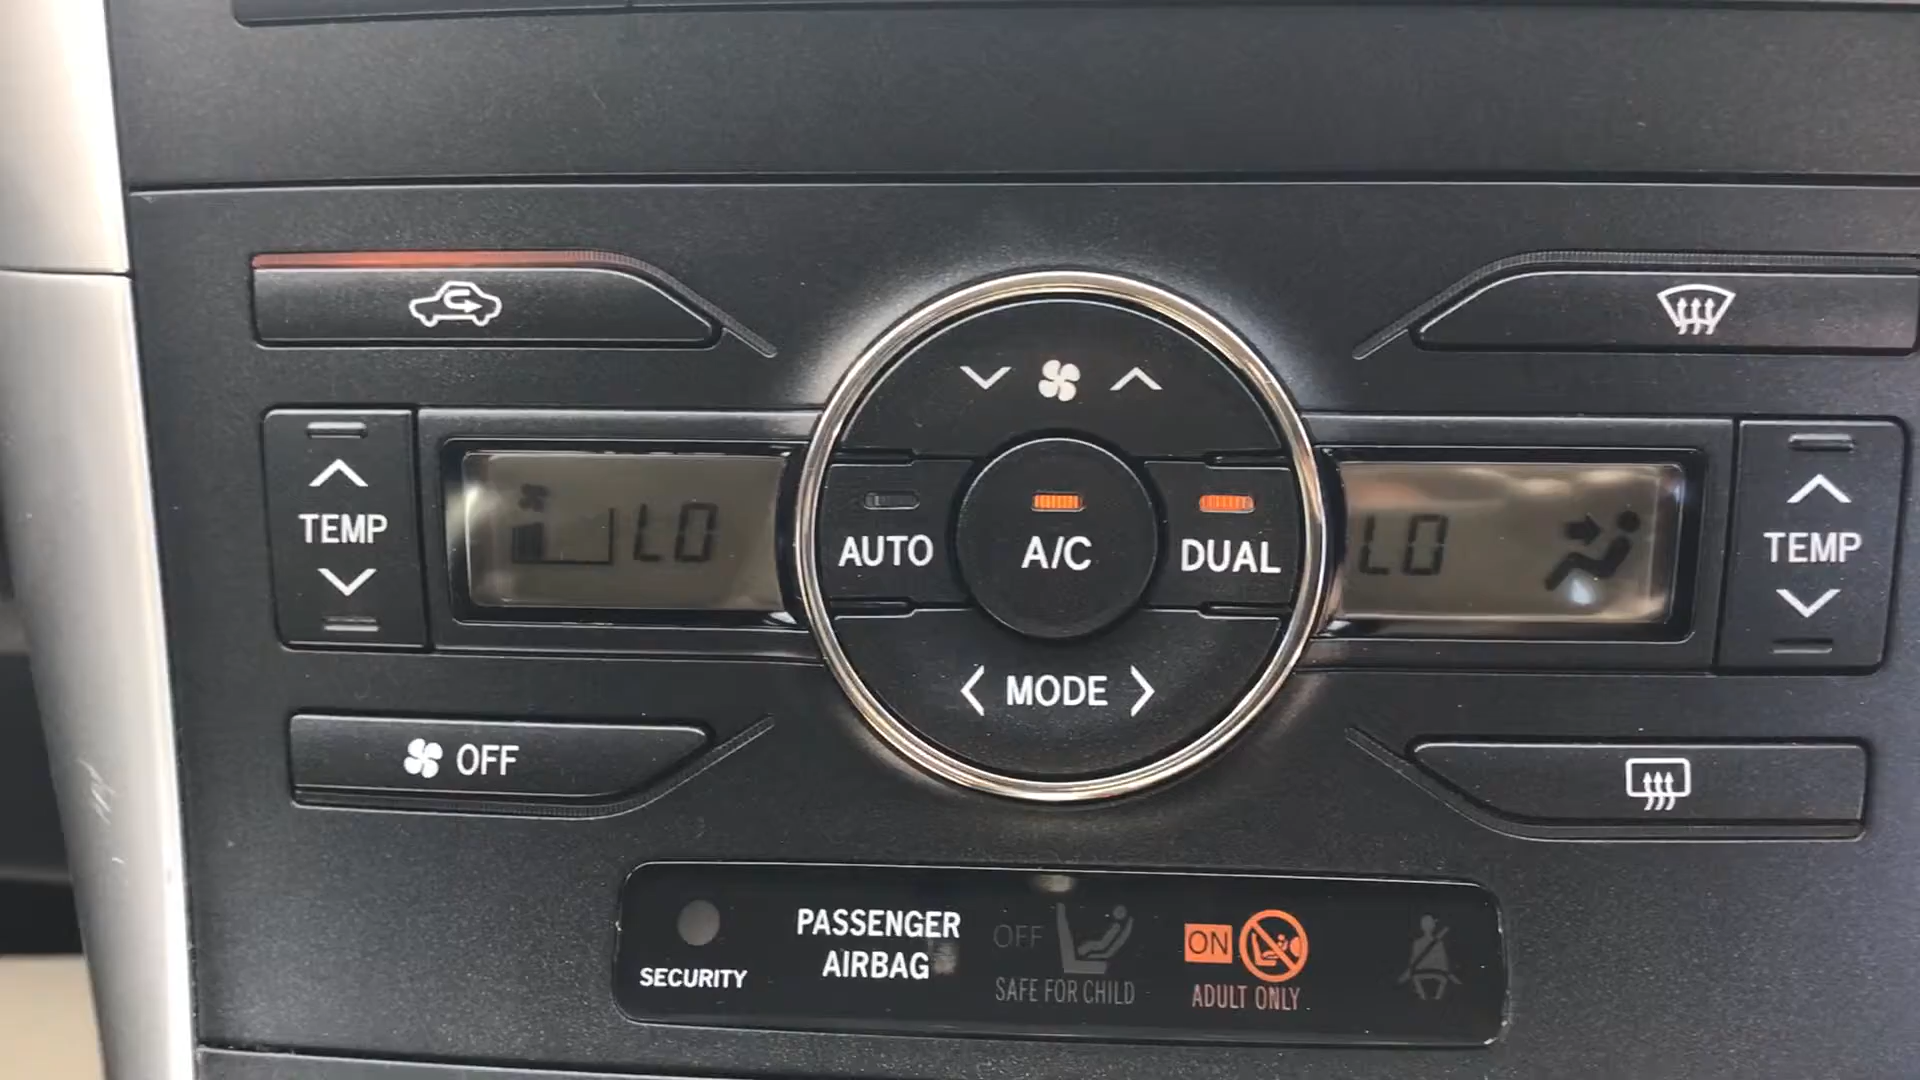 TEMP
LO
AUTO
A/C
DUAL
LO
TEMP
MODE
OFF
SECURITY
PASSENGER
AIRBAG
OFF
SAFE FOR CHILD
ON
ADULT ONLY